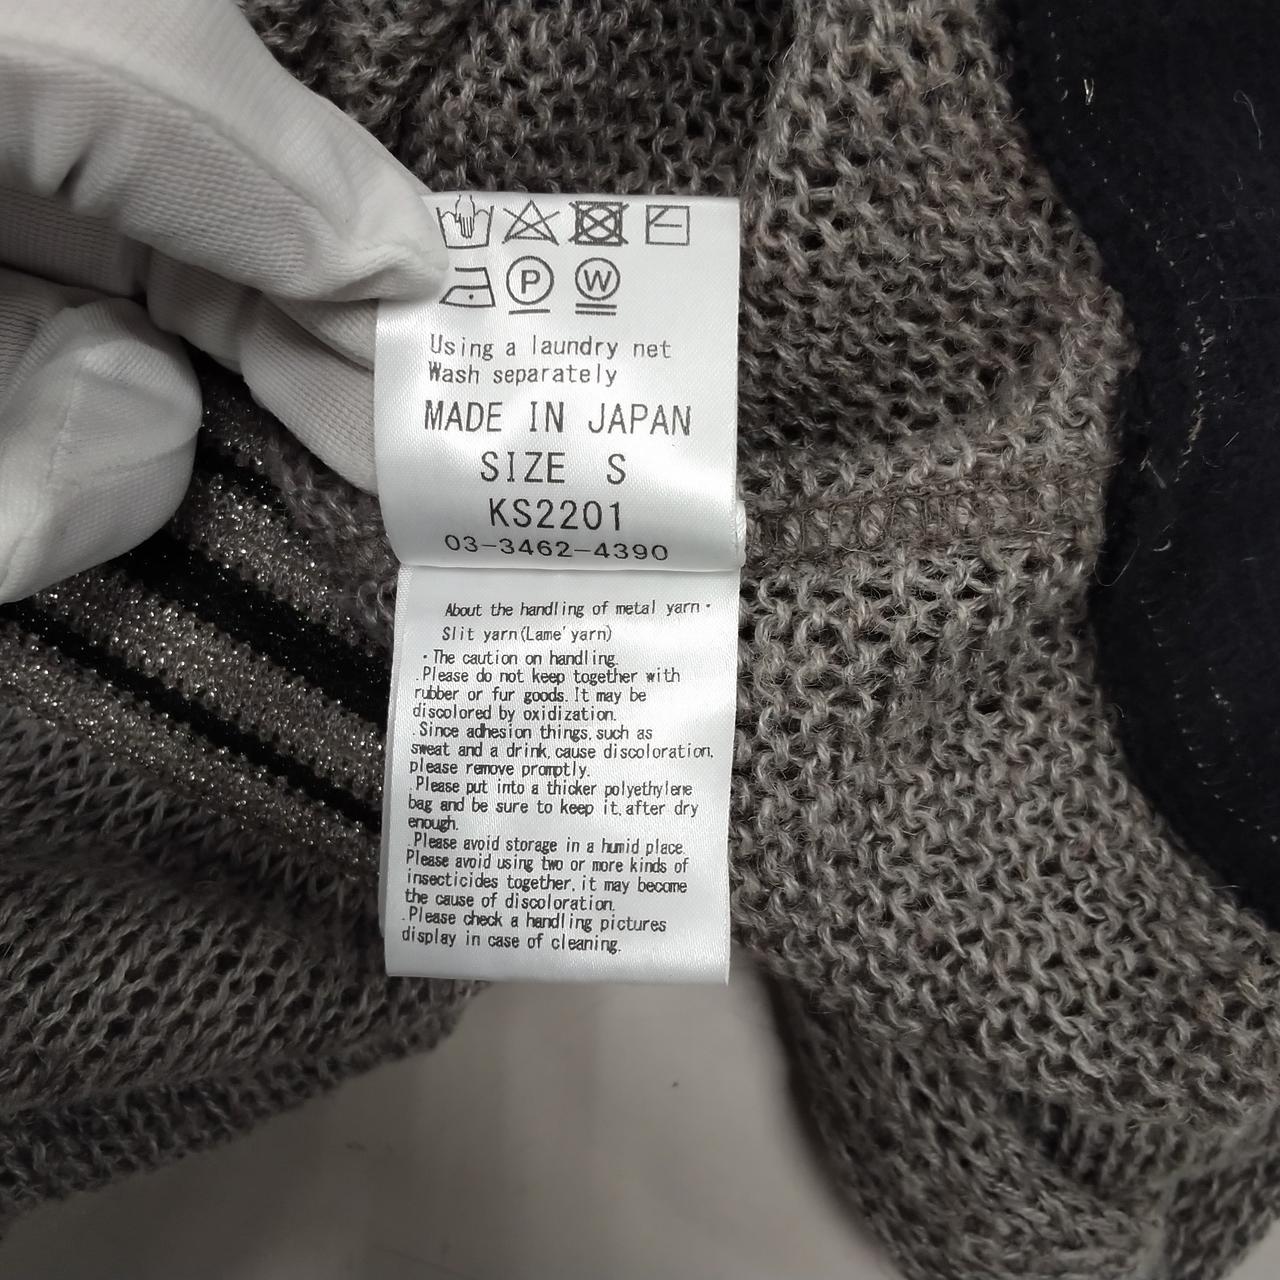 P W
Using a laundry net
Wash separately
MADE IN JAPAN
SIZE S
KS2201
03-3462-4390
About the handling of metal yarn・
Slit yarn(Lame'yarn)
・The caution on handling.
.Please do not keep together with
rubber or fur goods. It may be
discolored by oxidization.
.Since adhesion things, such as
sweat and a drink, cause discoloration,
please remove promptly.
.Please put into a thicker polyethylene
bag and be sure to keep it, after dry
enough.
.Please avoid storage in a humid place.
Please avoid using two or more kinds of
insecticides together, it may become
the cause of discoloration.
.Please check a handling pictures
display in case of cleaning.